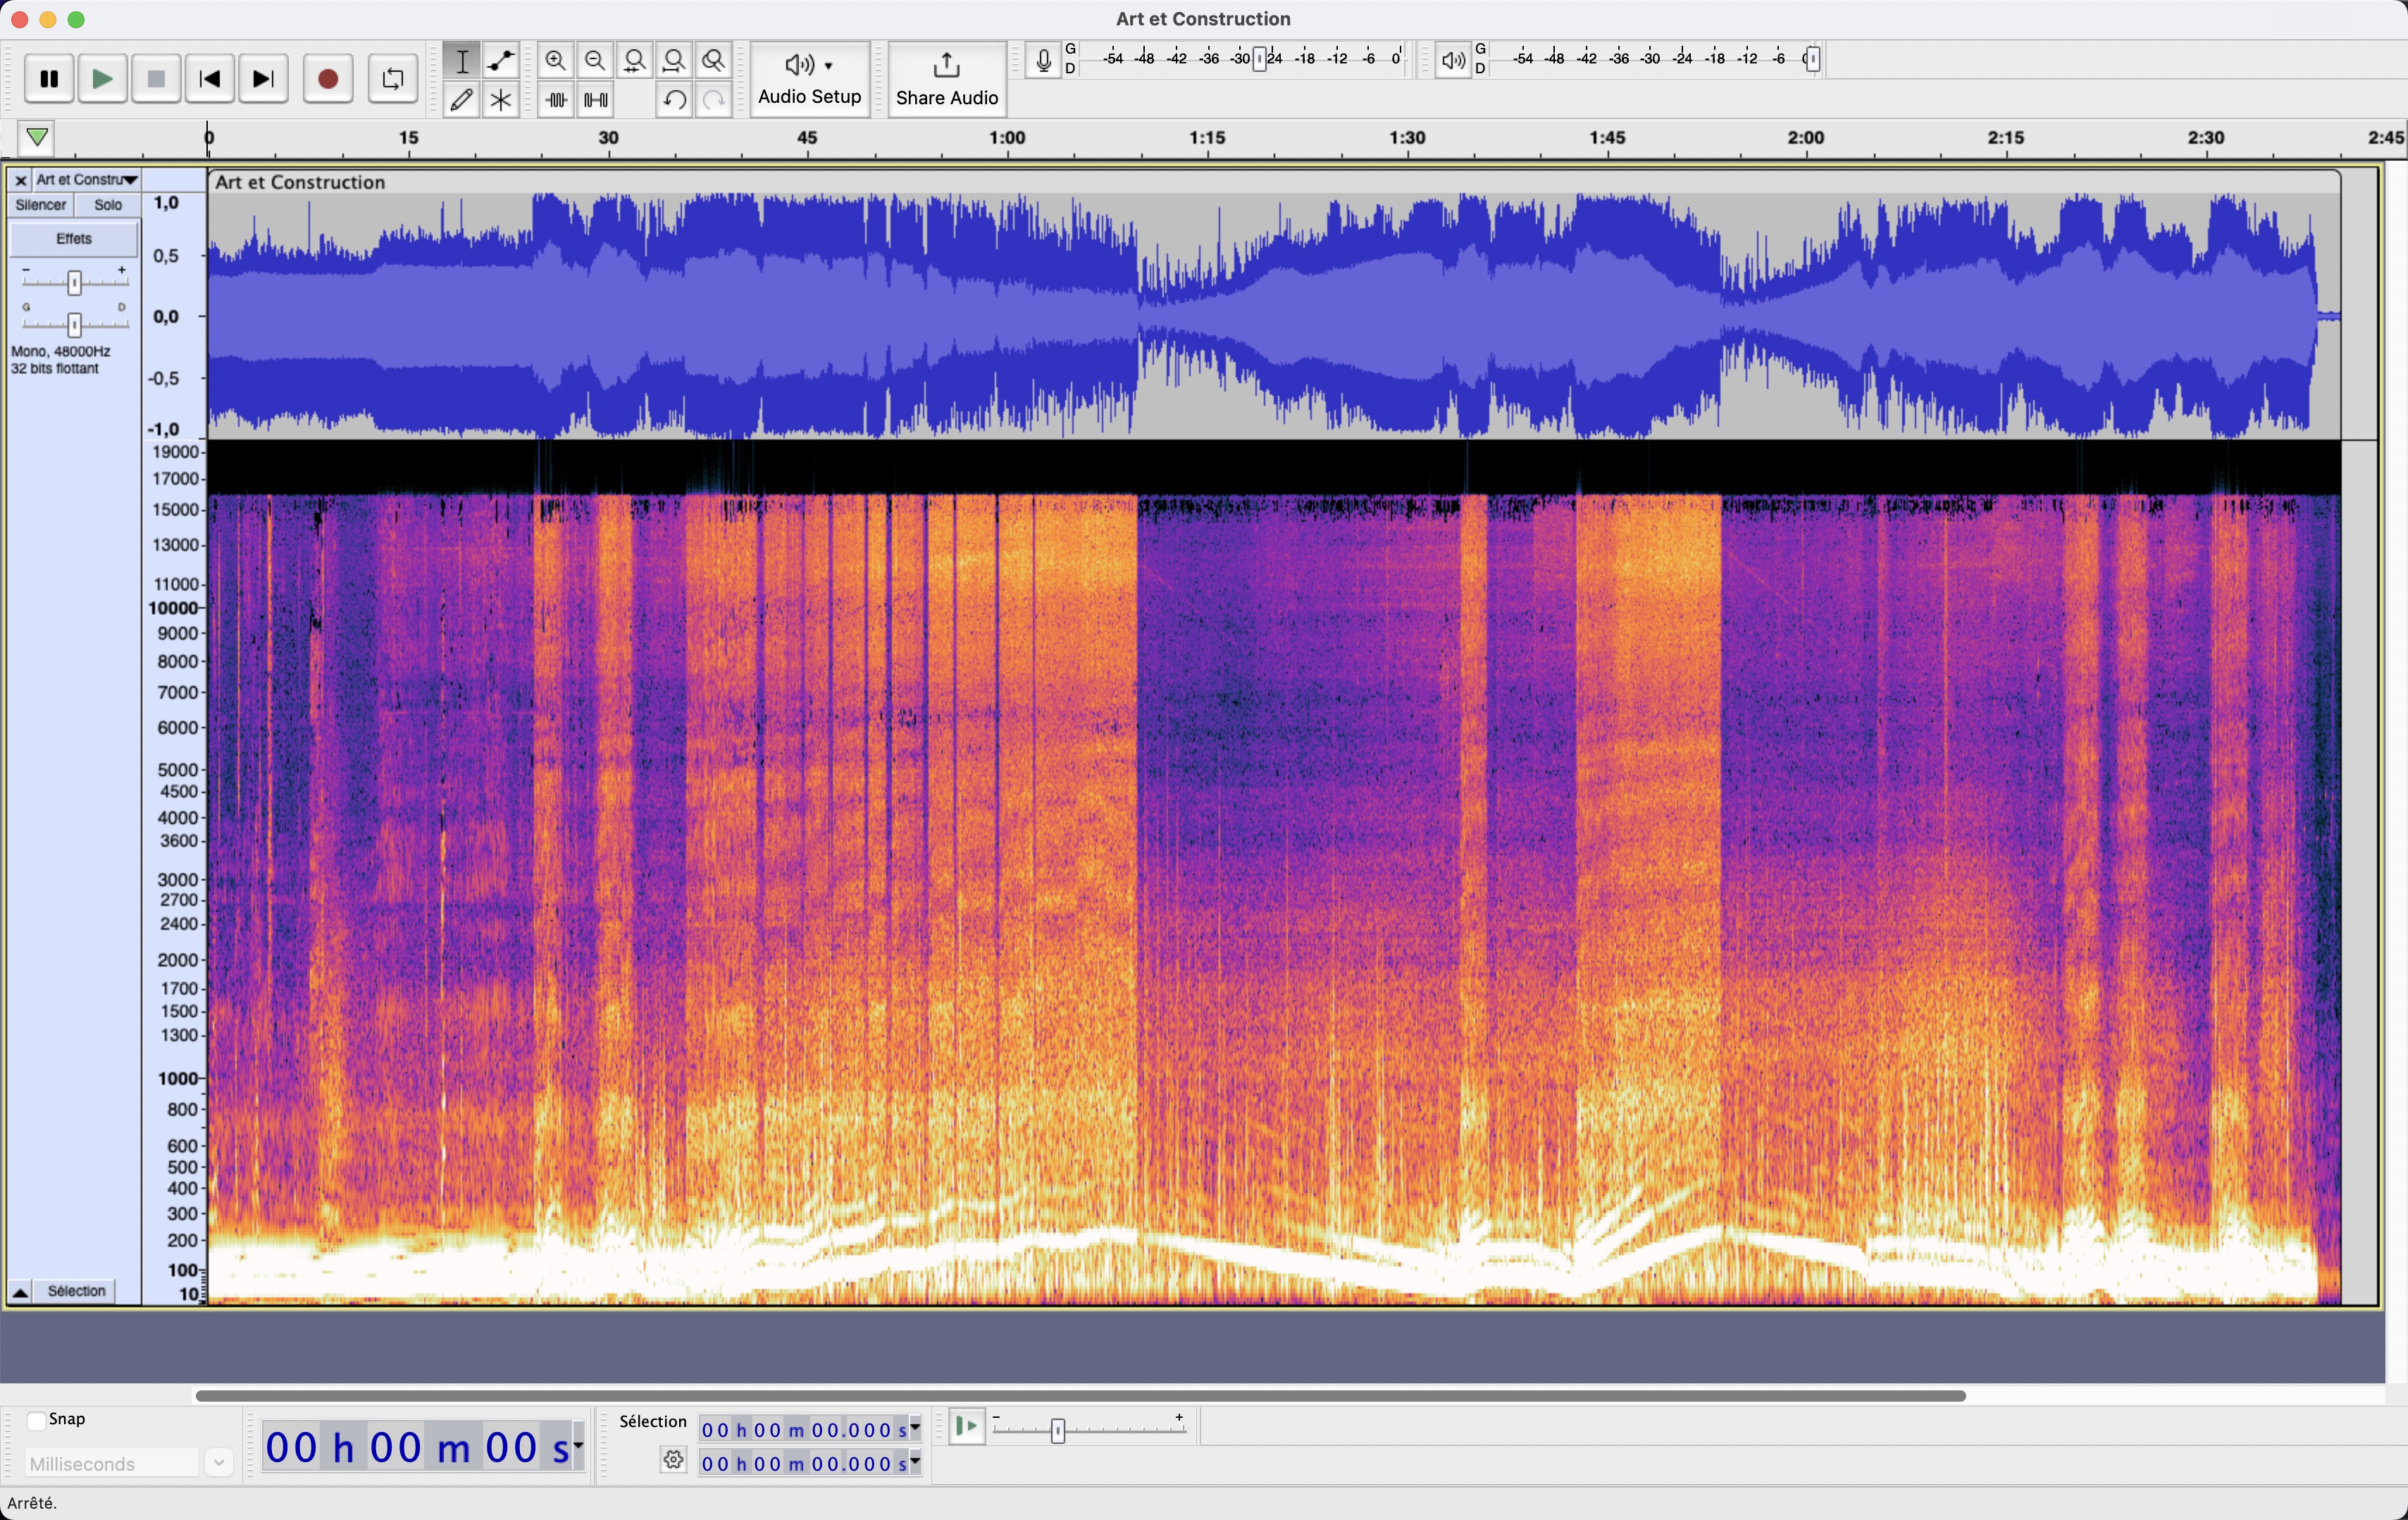 Art et Construction
Audio Setup
Share Audio
G
D
-54 -48 -42 -36 -30 -24 -18 -12 -6 0
G
D
-54 -48 -42 -36 -30 -24 -18 -12 -6 0
0 15 30 45 1:00 1:15 1:30 1:45 2:00 2:15 2:30 2:45
Art et Constru
Art et Construction
Silencer Solo
Effets
- +
G D
Mono, 48000Hz
32 bits flottant
1,0
0,5
0,0
-0,5
-1,0
19000
17000
15000
13000
11000
10000
9000
8000
7000
6000
5000
4500
4000
3600
3000
2700
2400
2000
1700
1500
1300
1000
800
600
500
400
300
200
100
10
Sélection
Snap
Milliseconds
00 h 00 m 00 s
Sélection
00 h 00 m 00.000 s
00 h 00 m 00.000 s
- +
Arrêté.